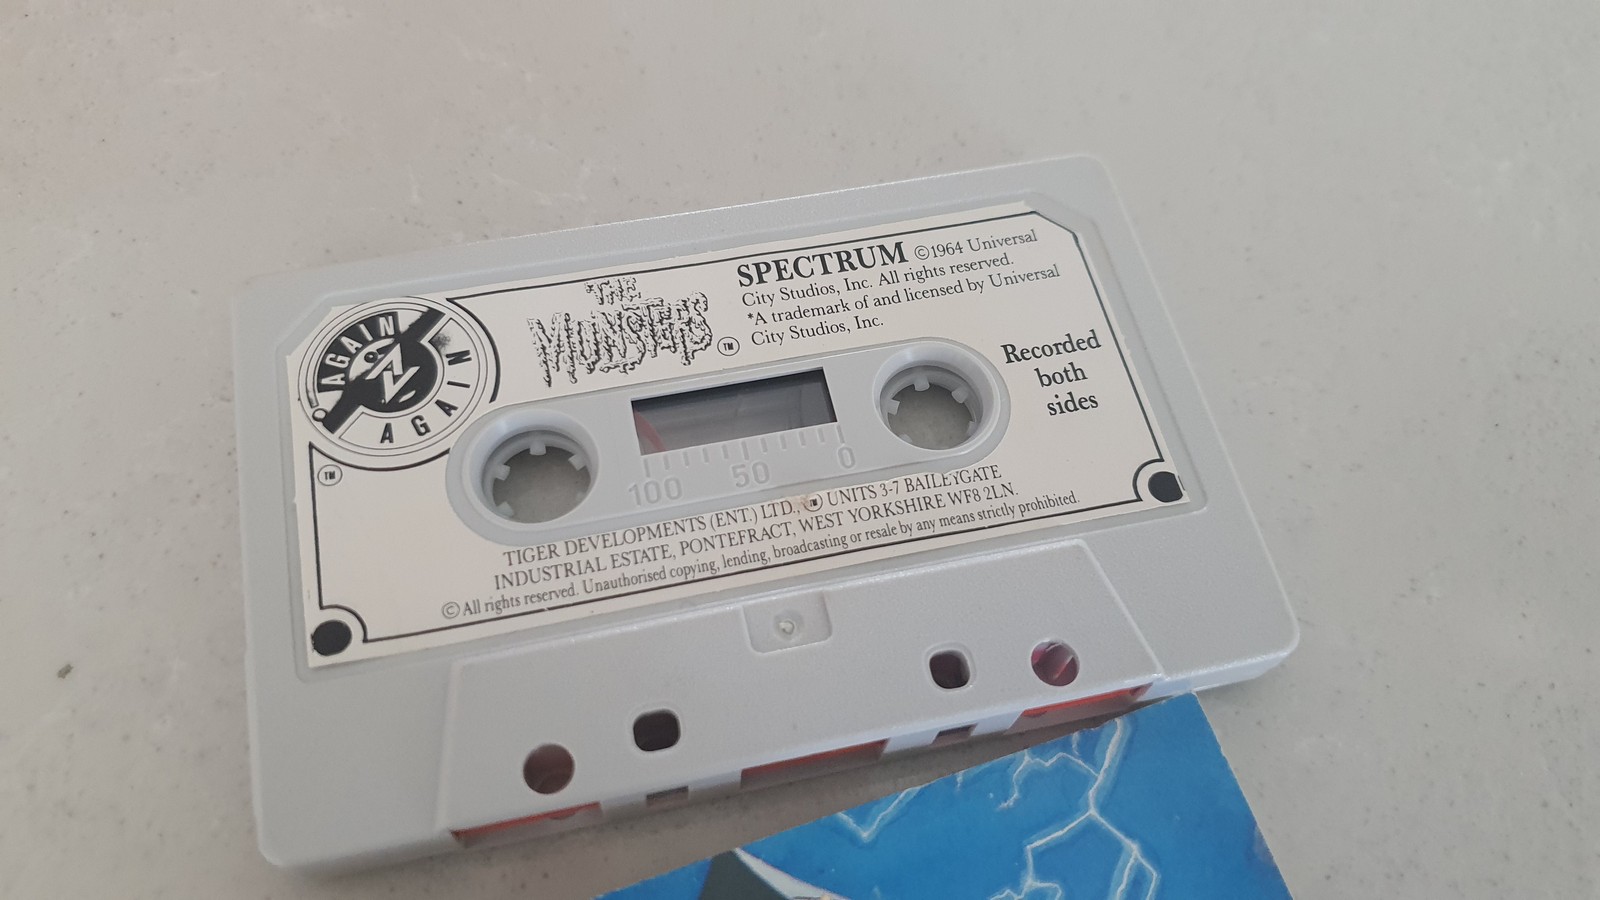 AGAIN
AGAIN
TM
THE
MUNSTERS
TM
SPECTRUM ©1964 Universal
City Studios, Inc. All rights reserved.
*A trademark of and licensed by Universal
City Studios, Inc.
Recorded
both
sides
100 50 0
TIGER DEVELOPMENTS (ENT.) LTD., TM UNITS 3-7 BAILEYGATE
INDUSTRIAL ESTATE, PONTEFRACT, WEST YORKSHIRE WF8 2LN.
© All rights reserved. Unauthorised copying, lending, broadcasting or resale by any means strictly prohibited.